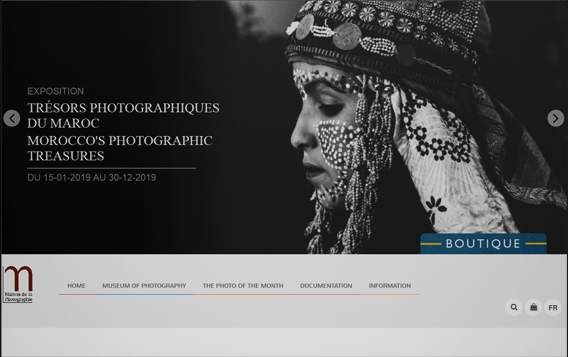 EXPOSITION
TRÉSORS PHOTOGRAPHIQUES
DU MAROC
MOROCCO'S PHOTOGRAPHIC
TREASURES
DU 15-01-2019 AU 30-12-2019
BOUTIQUE
m
Maison de la
Photographie
HOME MUSEUM OF PHOTOGRAPHY THE PHOTO OF THE MONTH DOCUMENTATION INFORMATION
FR